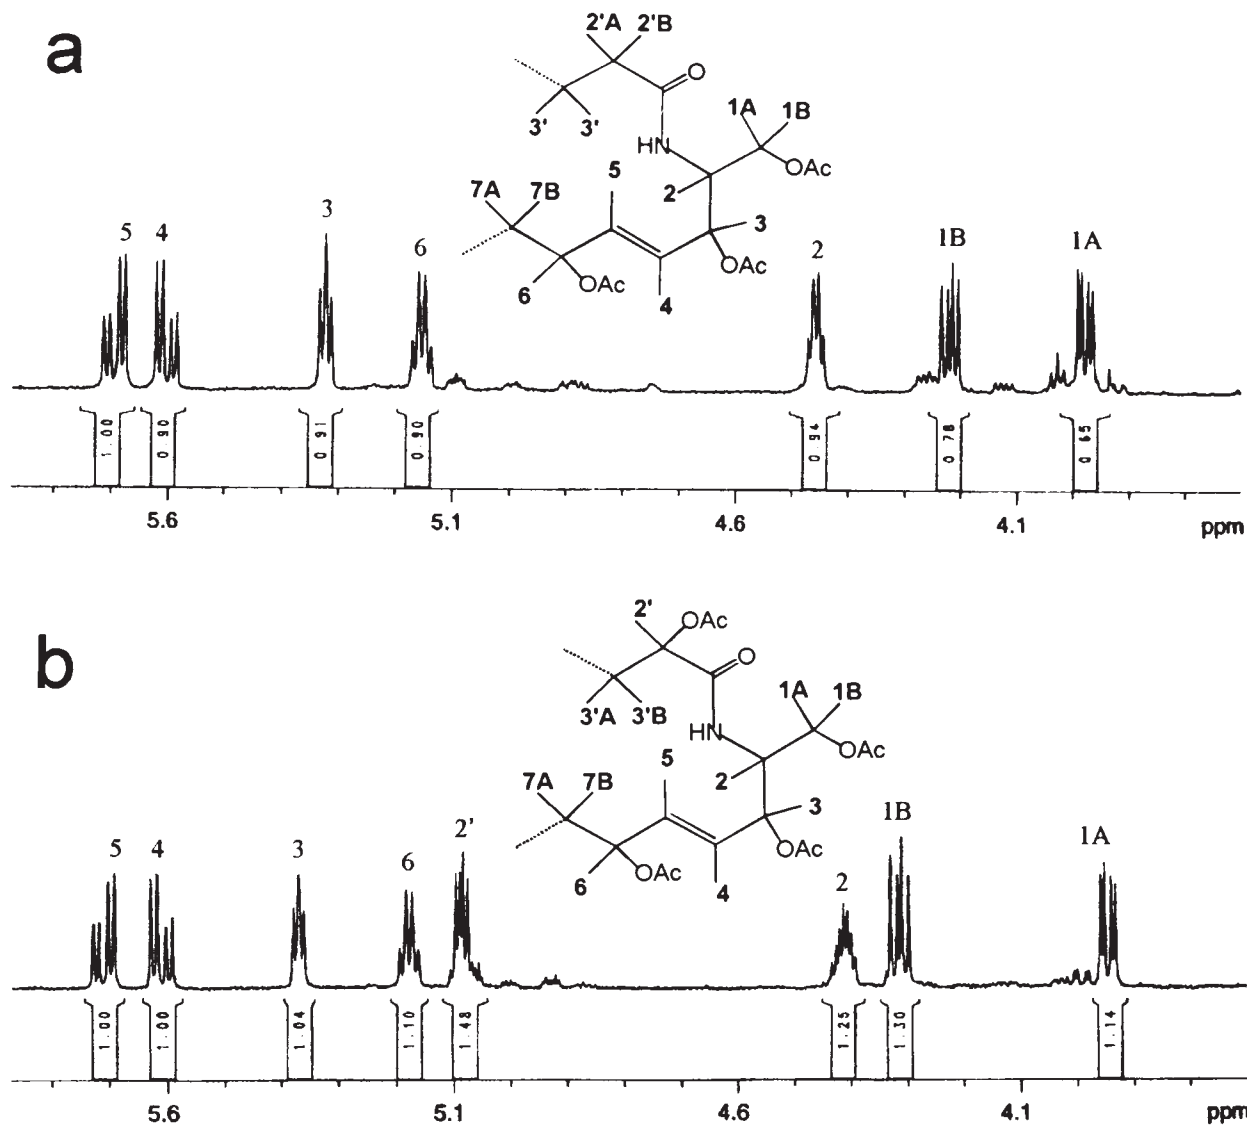 a
2'A 2'B
O
3' 3'
1A 1B
HN
OAc
5
2
7A 7B
3
OAc
6
OAc
4
5 4 3 6 2 1B 1A
1.00 0.90 0.91 0.90 0.94 0.78 0.65
5.6 5.1 4.6 4.1 ppm
b
2' OAc
O
3'A 3'B
1A 1B
HN
OAc
5
2
7A 7B
3
OAc
6
OAc
4
5 4 3 6 2' 2 1B 1A
1.00 1.00 1.04 1.10 1.48 1.25 1.30 1.14
5.6 5.1 4.6 4.1 ppm